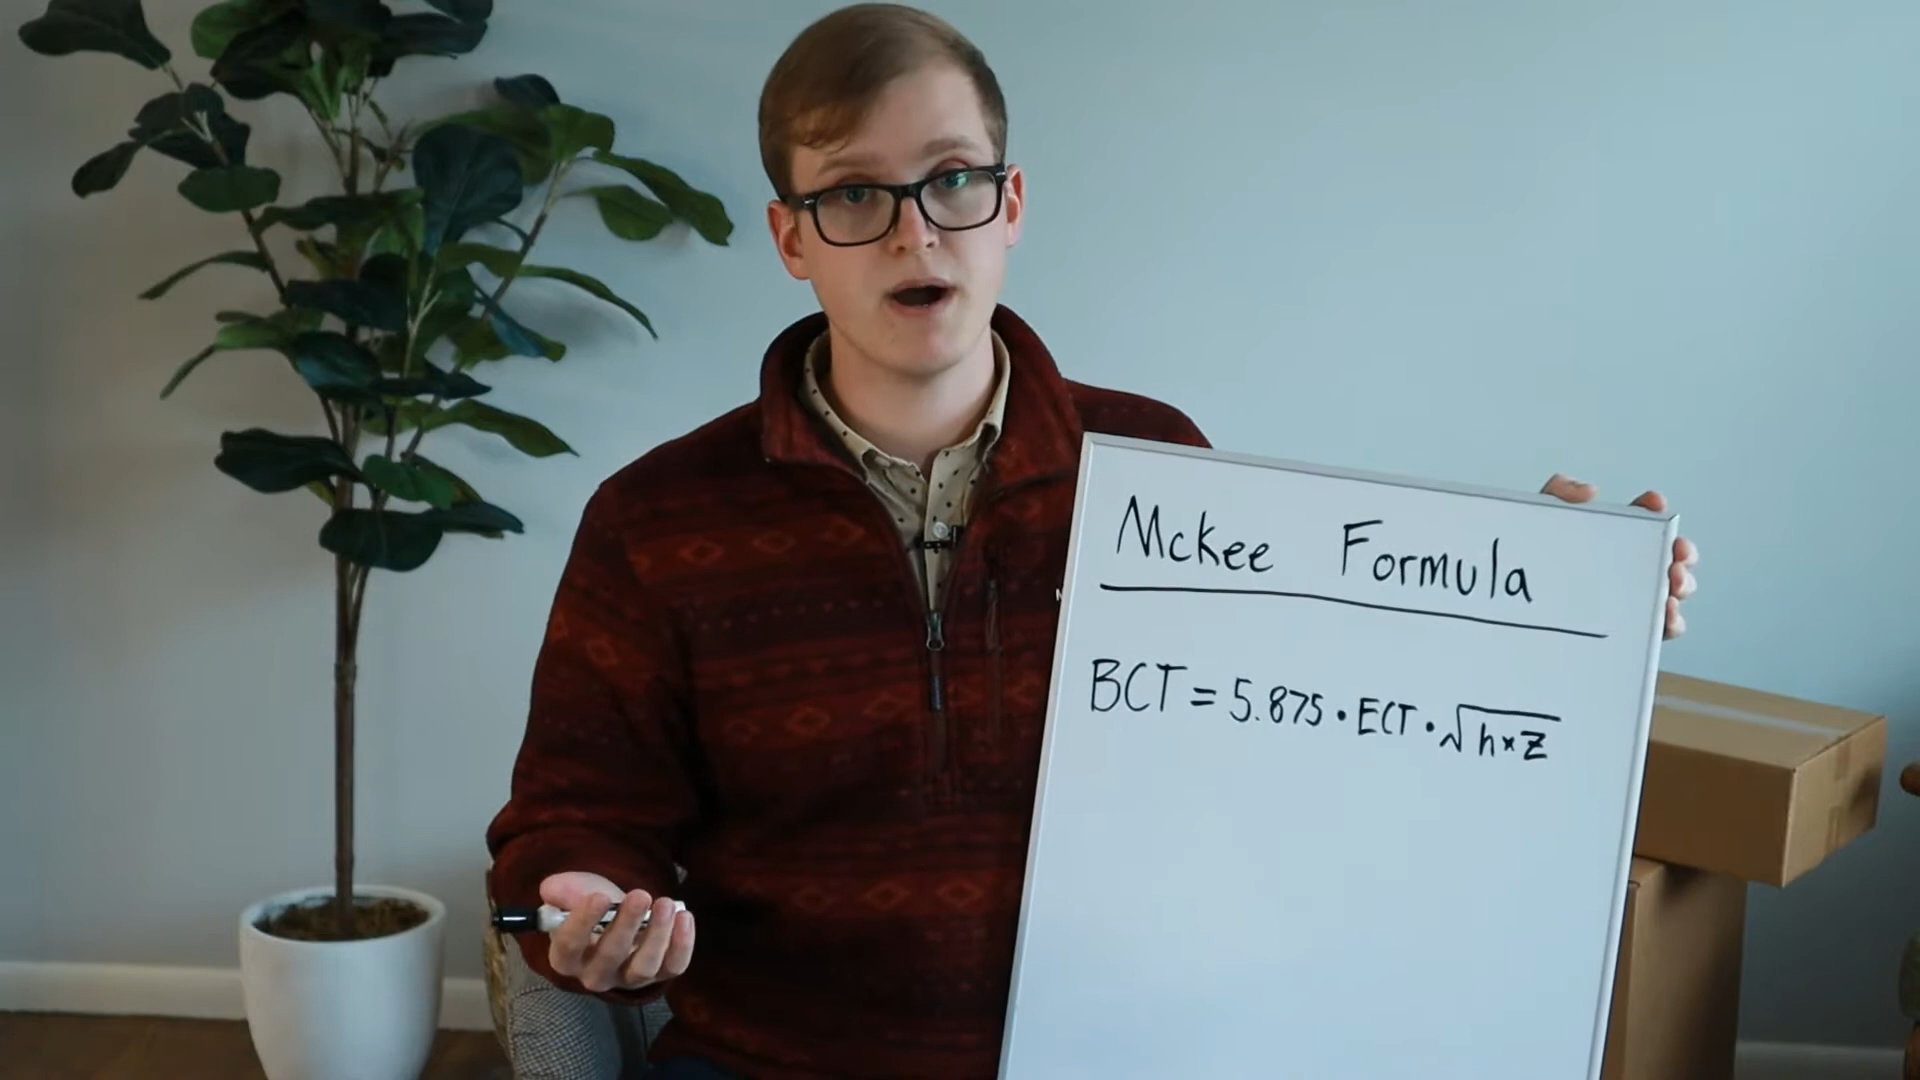 McKee Formula
BCT = 5.875 · ECT · √h×z